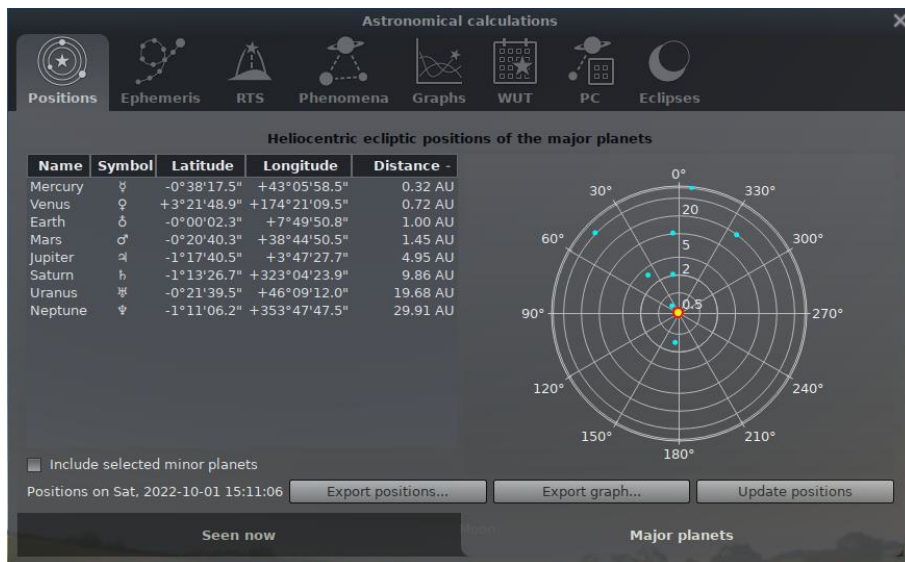 Astronomical calculations
Positions Ephemeris RTS Phenomena Graphs WUT PC Eclipses
Heliocentric ecliptic positions of the major planets
Name Symbol Latitude Longitude Distance -
Mercury ☿ -0°38'17.5" +43°05'58.5" 0.32 AU
Venus ♀ +3°21'48.9" +174°21'09.5" 0.72 AU
Earth ♁ -0°00'02.3" +7°49'50.8" 1.00 AU
Mars ♂ -0°20'40.3" +38°44'50.5" 1.45 AU
Jupiter ♃ -1°17'40.5" +3°47'27.7" 4.95 AU
Saturn ♄ -1°13'26.7" +323°04'23.9" 9.86 AU
Uranus ♅ -0°21'39.5" +46°09'12.0" 19.68 AU
Neptune ♆ -1°11'06.2" +353°47'47.5" 29.91 AU
0°
30° 330°
20
60° 5 300°
2
90° 0.5 270°
120° 240°
150° 210°
180°
Include selected minor planets
Positions on Sat, 2022-10-01 15:11:06 Export positions... Export graph... Update positions
Seen now Major planets